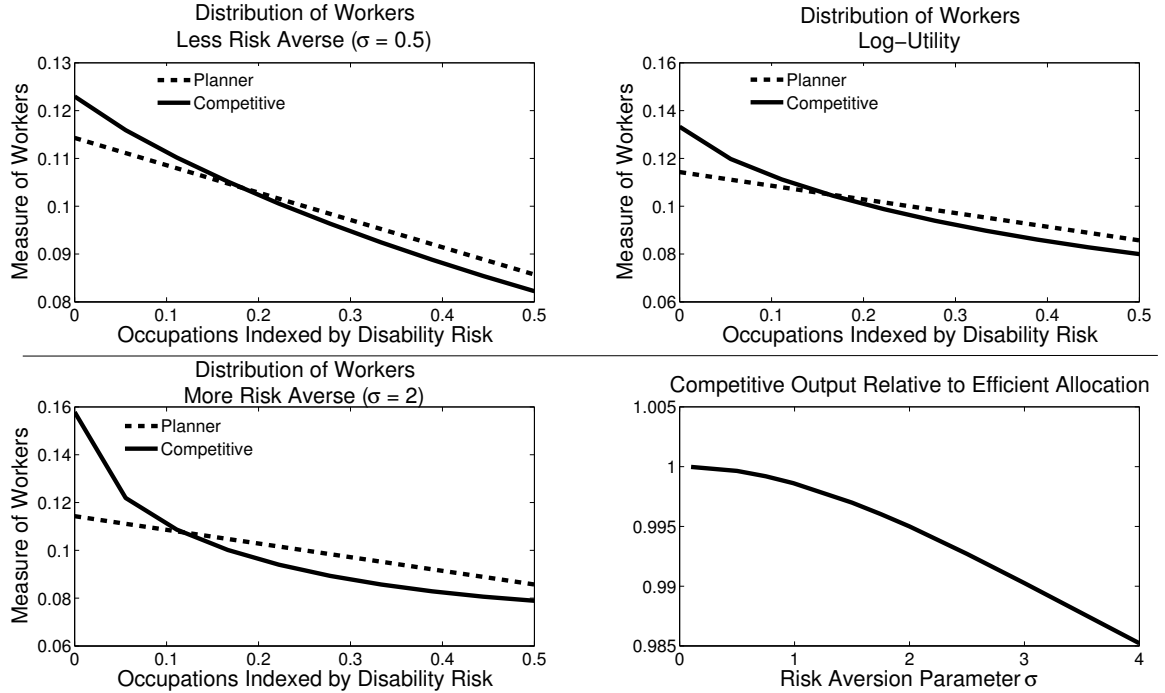 Distribution of Workers
Less Risk Averse (σ = 0.5)
0.13
0.12
0.11
0.1
0.09
0.08
Measure of Workers
Planner
Competitive
0
0.1
0.2
0.3
0.4
0.5
Occupations Indexed by Disability Risk
Distribution of Workers
Log−Utility
0.16
0.14
0.12
0.1
0.08
0.06
Measure of Workers
Planner
Competitive
0
0.1
0.2
0.3
0.4
0.5
Occupations Indexed by Disability Risk
Distribution of Workers
More Risk Averse (σ = 2)
0.16
0.14
0.12
0.1
0.08
0.06
Measure of Workers
Planner
Competitive
0
0.1
0.2
0.3
0.4
0.5
Occupations Indexed by Disability Risk
Competitive Output Relative to Efficient Allocation
1.005
1
0.995
0.99
0.985
0
1
2
3
4
Risk Aversion Parameter σ